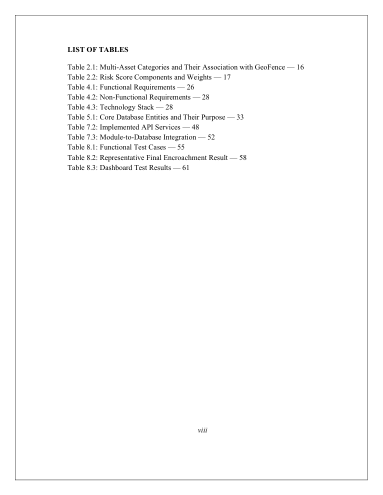 LIST OF TABLES
Table 2.1: Multi-Asset Categories and Their Association with GeoFence — 16
Table 2.2: Risk Score Components and Weights — 17
Table 4.1: Functional Requirements — 26
Table 4.2: Non-Functional Requirements — 28
Table 4.3: Technology Stack — 28
Table 5.1: Core Database Entities and Their Purpose — 33
Table 7.2: Implemented API Services — 48
Table 7.3: Module-to-Database Integration — 52
Table 8.1: Functional Test Cases — 55
Table 8.2: Representative Final Encroachment Result — 58
Table 8.3: Dashboard Test Results — 61
viii